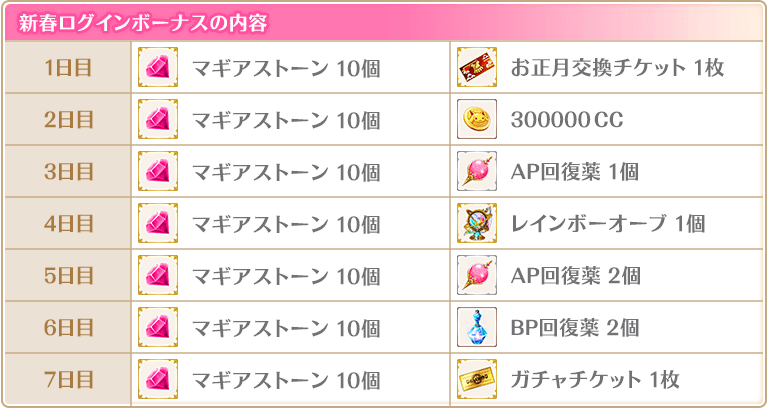 新春ログインボーナスの内容
1日目 マギアストーン 10個 お正月交換チケット 1枚
2日目 マギアストーン 10個 300000CC
3日目 マギアストーン 10個 AP回復薬 1個
4日目 マギアストーン 10個 レインボーオーブ 1個
5日目 マギアストーン 10個 AP回復薬 2個
6日目 マギアストーン 10個 BP回復薬 2個
7日目 マギアストーン 10個 ガチャチケット 1枚